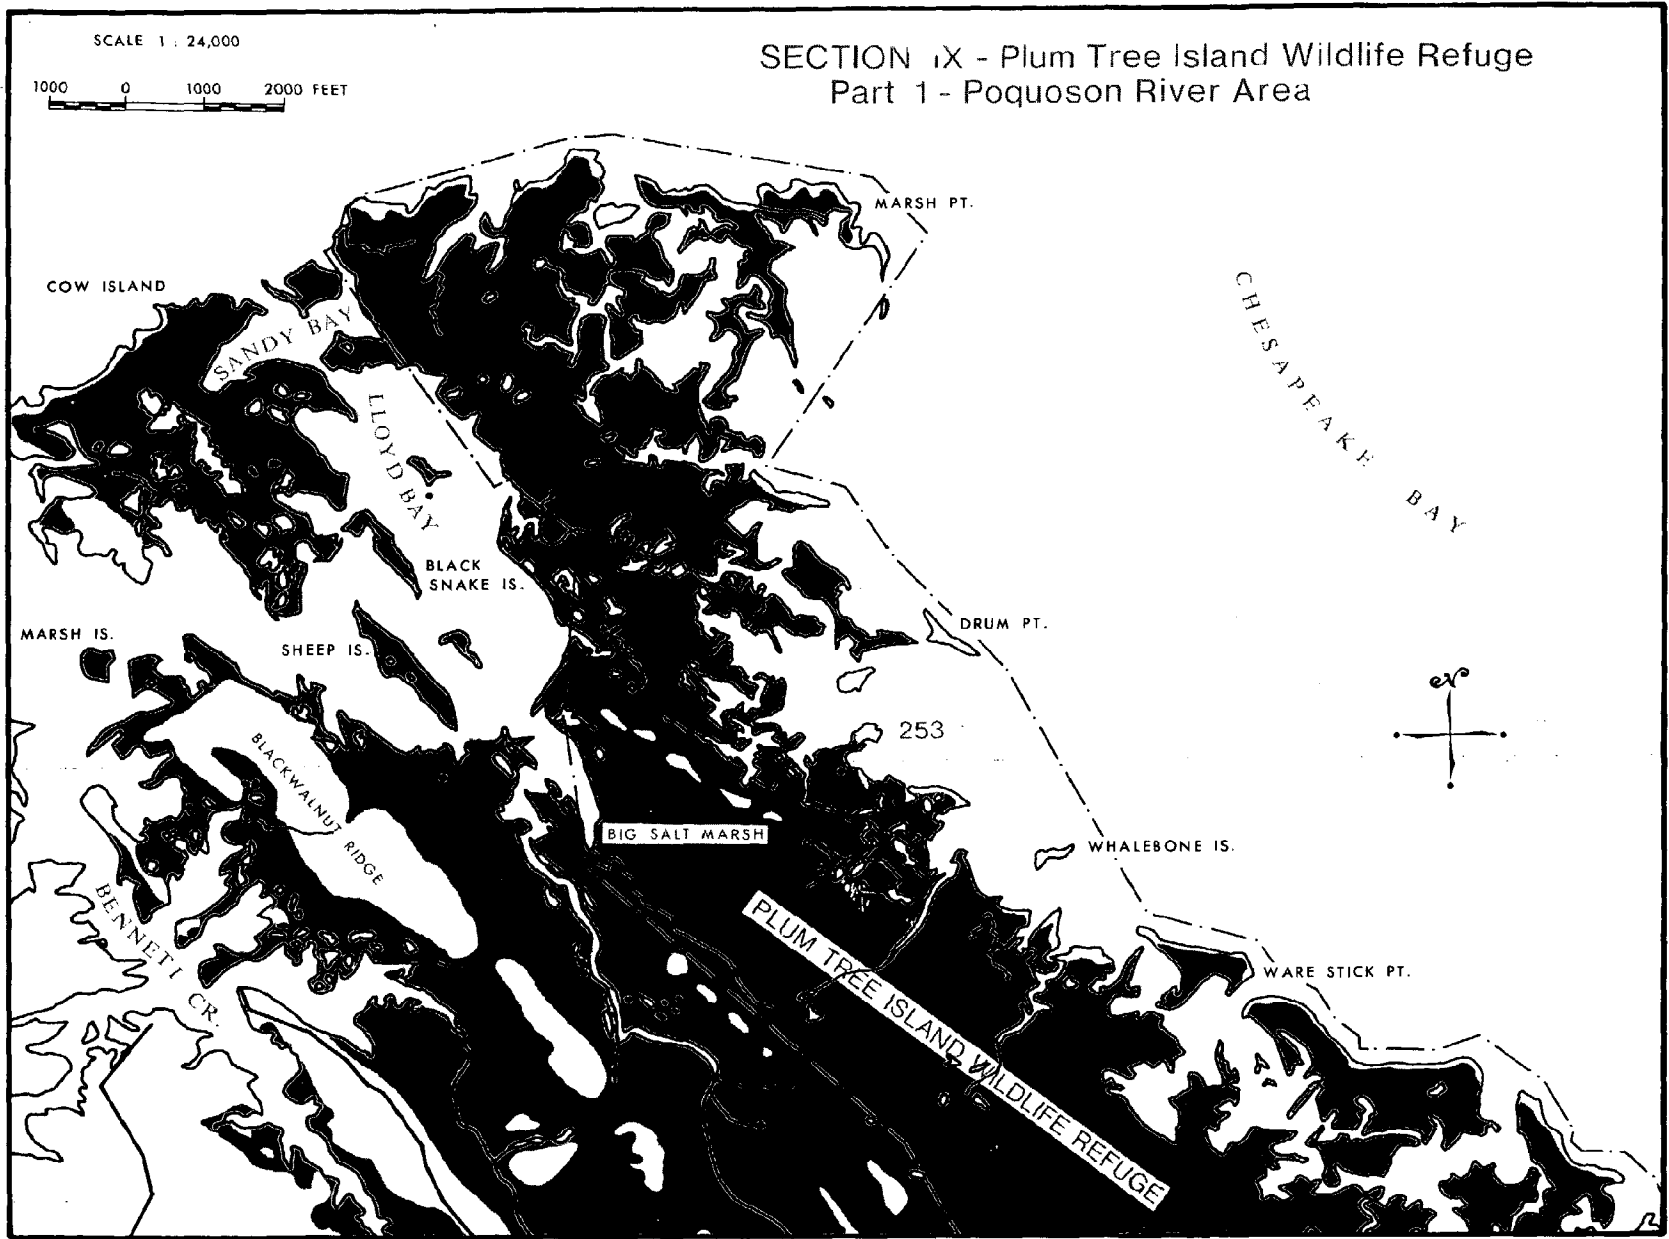 SCALE 1 : 24,000
1000 0 1000 2000 FEET
SECTION IX - Plum Tree Island Wildlife Refuge
Part 1 - Poquoson River Area
MARSH PT.
COW ISLAND
SANDY BAY
CHESAPEAKE BAY
LLOYD BAY
BLACK
SNAKE IS.
MARSH IS.
SHEEP IS.
DRUM PT.
N
253
BLACKWALNUT RIDGE
BIG SALT MARSH
WHALEBONE IS.
BENNETT CR.
PLUM TREE ISLAND WILDLIFE REFUGE
WARE STICK PT.